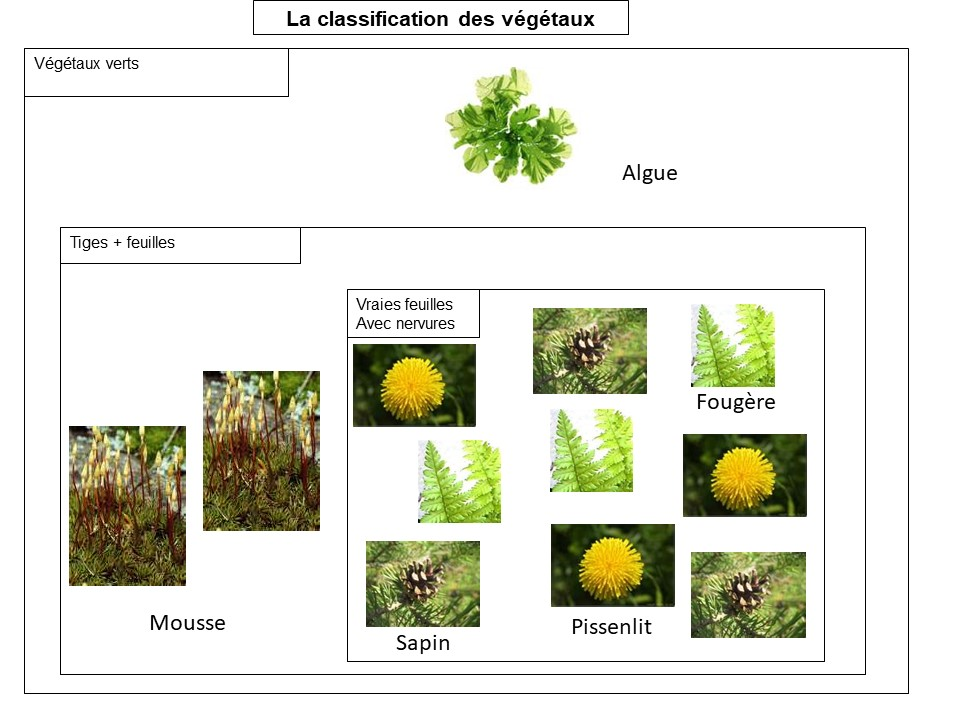 La classification des végétaux
Végétaux verts
Algue
Tiges + feuilles
Vraies feuilles
Avec nervures
Fougère
Mousse
Sapin
Pissenlit